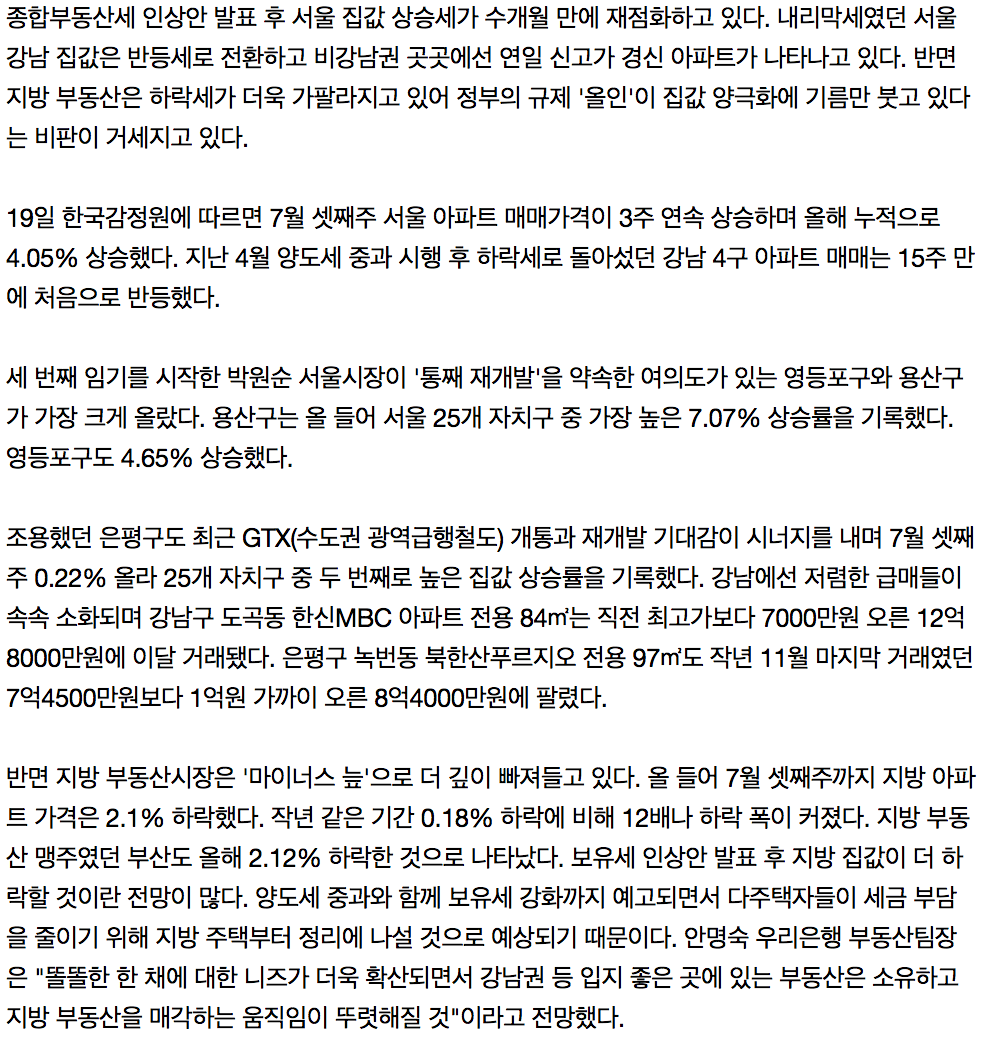 종합부동산세 인상안 발표 후 서울 집값 상승세가 수개월 만에 재점화하고 있다. 내리막세였던 서울
강남 집값은 반등세로 전환하고 비강남권 곳곳에선 연일 신고가 경신 아파트가 나타나고 있다. 반면
지방 부동산은 하락세가 더욱 가팔라지고 있어 정부의 규제 '올인'이 집값 양극화에 기름만 붓고 있다
는 비판이 거세지고 있다.
19일 한국감정원에 따르면 7월 셋째주 서울 아파트 매매가격이 3주 연속 상승하며 올해 누적으로
4.05% 상승했다. 지난 4월 양도세 중과 시행 후 하락세로 돌아섰던 강남 4구 아파트 매매는 15주 만
에 처음으로 반등했다.
세 번째 임기를 시작한 박원순 서울시장이 '통째 재개발'을 약속한 여의도가 있는 영등포구와 용산구
가 가장 크게 올랐다. 용산구는 올 들어 서울 25개 자치구 중 가장 높은 7.07% 상승률을 기록했다.
영등포구도 4.65% 상승했다.
조용했던 은평구도 최근 GTX(수도권 광역급행철도) 개통과 재개발 기대감이 시너지를 내며 7월 셋째
주 0.22% 올라 25개 자치구 중 두 번째로 높은 집값 상승률을 기록했다. 강남에선 저렴한 급매들이
속속 소화되며 강남구 도곡동 한신MBC 아파트 전용 84㎡는 직전 최고가보다 7000만원 오른 12억
8000만원에 이달 거래됐다. 은평구 녹번동 북한산푸르지오 전용 97㎡도 작년 11월 마지막 거래였던
7억4500만원보다 1억원 가까이 오른 8억4000만원에 팔렸다.
반면 지방 부동산시장은 '마이너스 늪'으로 더 깊이 빠져들고 있다. 올 들어 7월 셋째주까지 지방 아파
트 가격은 2.1% 하락했다. 작년 같은 기간 0.18% 하락에 비해 12배나 하락 폭이 커졌다. 지방 부동
산 맹주였던 부산도 올해 2.12% 하락한 것으로 나타났다. 보유세 인상안 발표 후 지방 집값이 더 하
락할 것이란 전망이 많다. 양도세 중과와 함께 보유세 강화까지 예고되면서 다주택자들이 세금 부담
을 줄이기 위해 지방 주택부터 정리에 나설 것으로 예상되기 때문이다. 안명숙 우리은행 부동산팀장
은 "똘똘한 한 채에 대한 니즈가 더욱 확산되면서 강남권 등 입지 좋은 곳에 있는 부동산은 소유하고
지방 부동산을 매각하는 움직임이 뚜렷해질 것"이라고 전망했다.